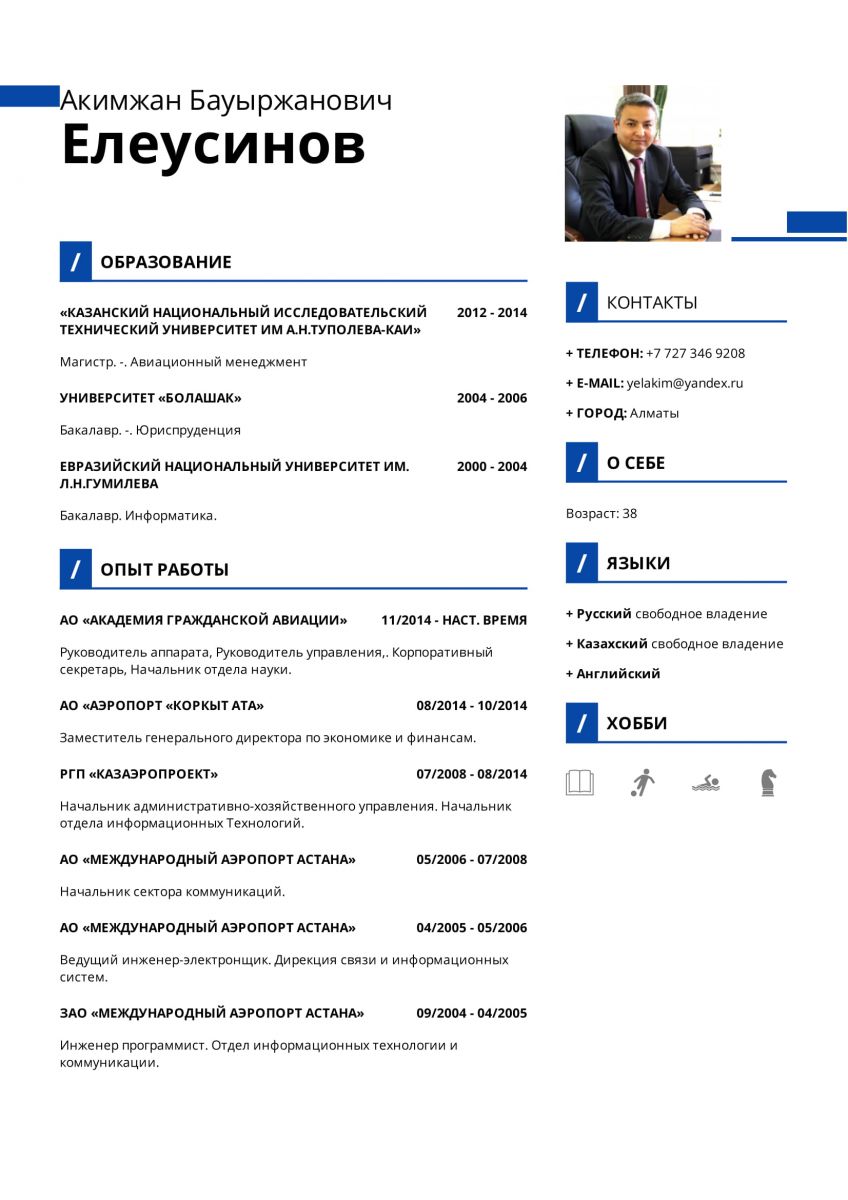 Акимжан Бауыржанович
Елеусинов
/ ОБРАЗОВАНИЕ
«КАЗАНСКИЙ НАЦИОНАЛЬНЫЙ ИССЛЕДОВАТЕЛЬСКИЙ 2012 - 2014
ТЕХНИЧЕСКИЙ УНИВЕРСИТЕТ ИМ А.Н.ТУПОЛЕВА-КАИ»
Магистр. -. Авиационный менеджмент
УНИВЕРСИТЕТ «БОЛАШАК» 2004 - 2006
Бакалавр. -. Юриспруденция
ЕВРАЗИЙСКИЙ НАЦИОНАЛЬНЫЙ УНИВЕРСИТЕТ ИМ. 2000 - 2004
Л.Н.ГУМИЛЕВА
Бакалавр. Информатика.
/ ОПЫТ РАБОТЫ
АО «АКАДЕМИЯ ГРАЖДАНСКОЙ АВИАЦИИ» 11/2014 - НАСТ. ВРЕМЯ
Руководитель аппарата, Руководитель управления,. Корпоративный
секретарь, Начальник отдела науки.
АО «АЭРОПОРТ «КОРКЫТ АТА» 08/2014 - 10/2014
Заместитель генерального директора по экономике и финансам.
РГП «КАЗАЭРОПРОЕКТ» 07/2008 - 08/2014
Начальник административно-хозяйственного управления. Начальник
отдела информационных Технологий.
АО «МЕЖДУНАРОДНЫЙ АЭРОПОРТ АСТАНА» 05/2006 - 07/2008
Начальник сектора коммуникаций.
АО «МЕЖДУНАРОДНЫЙ АЭРОПОРТ АСТАНА» 04/2005 - 05/2006
Ведущий инженер-электронщик. Дирекция связи и информационных
систем.
ЗАО «МЕЖДУНАРОДНЫЙ АЭРОПОРТ АСТАНА» 09/2004 - 04/2005
Инженер программист. Отдел информационных технологии и
коммуникации.
/ КОНТАКТЫ
+ ТЕЛЕФОН: +7 727 346 9208
+ E-MAIL: yelakim@yandex.ru
+ ГОРОД: Алматы
/ О СЕБЕ
Возраст: 38
/ ЯЗЫКИ
+ Русский свободное владение
+ Казахский свободное владение
+ Английский
/ ХОББИ